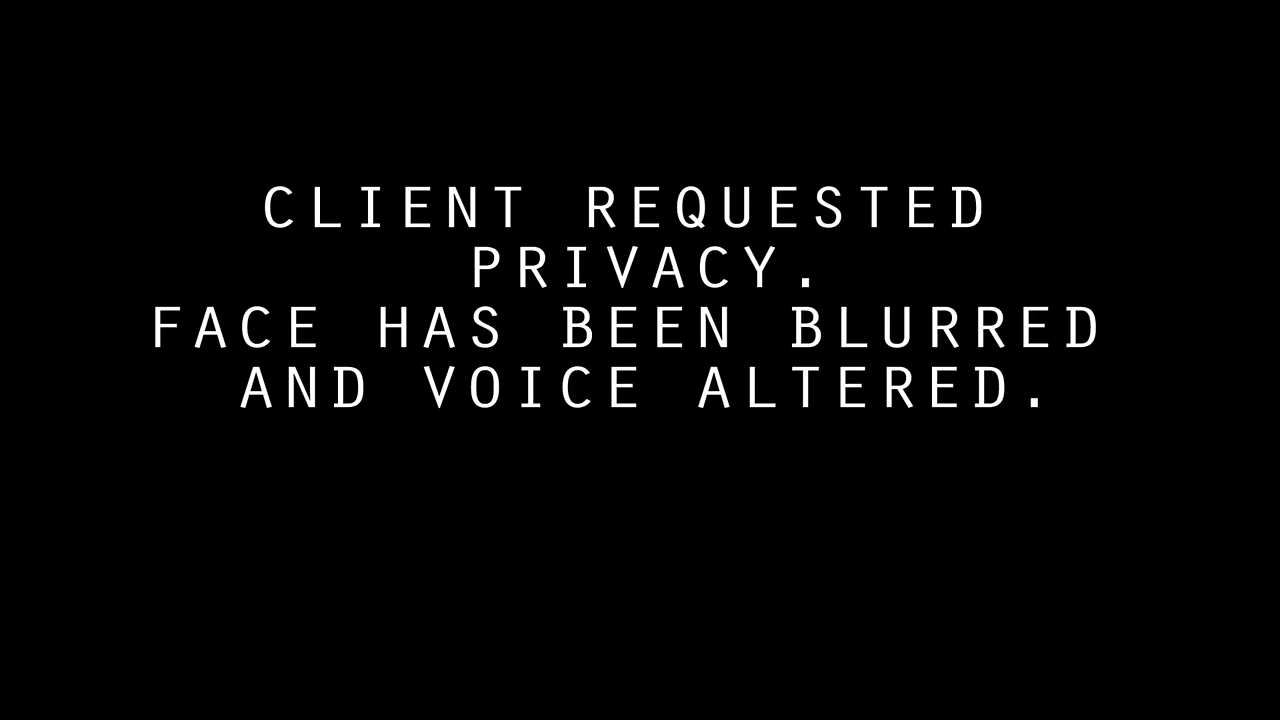 CLIENT REQUESTED
PRIVACY.
FACE HAS BEEN BLURRED
AND VOICE ALTERED.